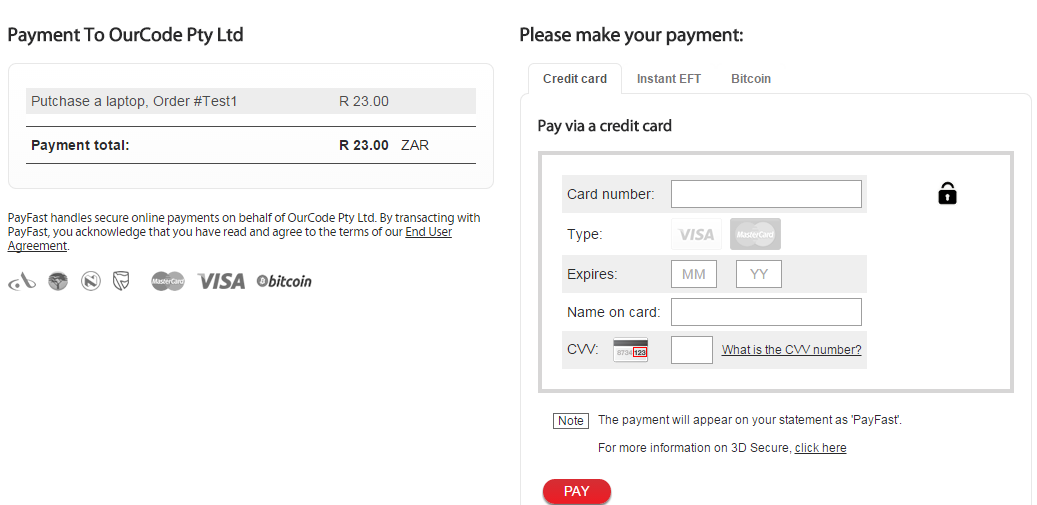 Payment To OurCode Pty Ltd
Putchase a laptop, Order #Test1 R 23.00
Payment total: R 23.00 ZAR
PayFast handles secure online payments on behalf of OurCode Pty Ltd. By transacting with
PayFast, you acknowledge that you have read and agree to the terms of our End User
Agreement.
MasterCard VISA bitcoin
Please make your payment:
Credit card Instant EFT Bitcoin
Pay via a credit card
Card number:
Type: VISA MasterCard
Expires: MM YY
Name on card:
CVV: 8734 123 What is the CVV number?
Note The payment will appear on your statement as 'PayFast'.
For more information on 3D Secure, click here
PAY